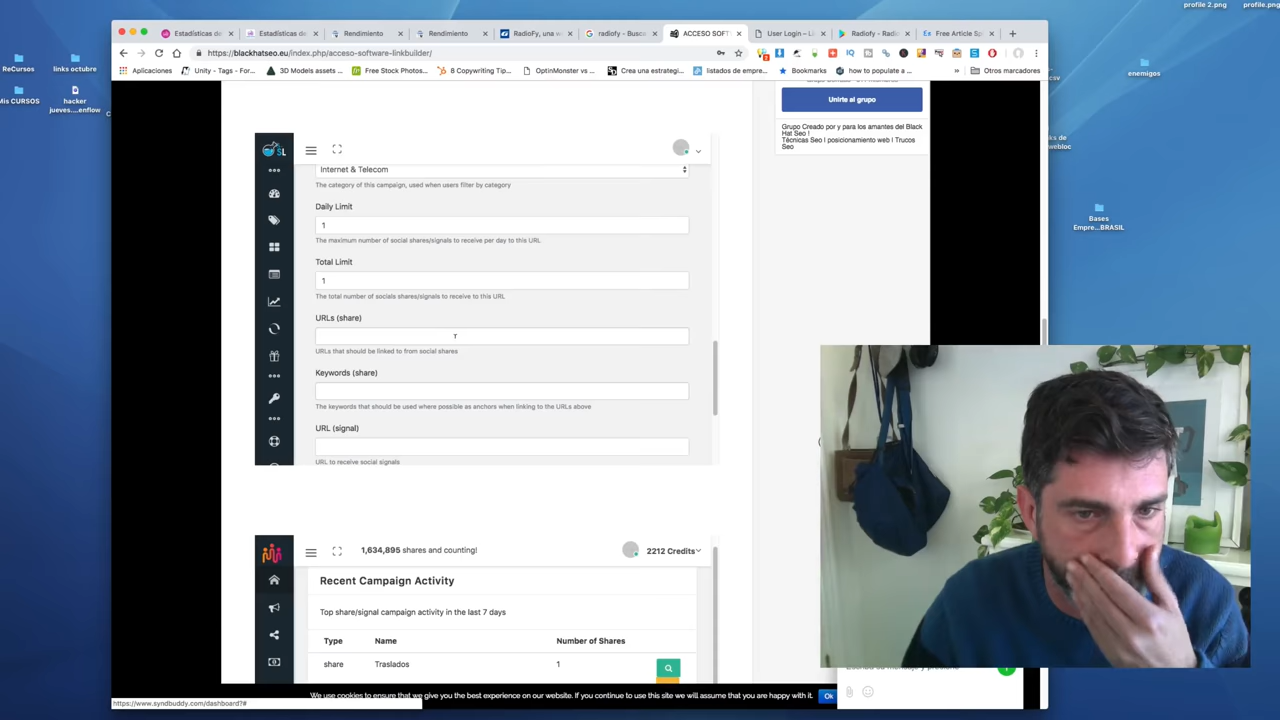 profile 2.png
profile.png
Estadísticas de
Estadísticas de
Rendimiento
Rendimiento
RadioFy, una w
radiofy - Busca
ACCESO SOFT
User Login – Li
Radiofy - Radi
Free Article Sp
https://blackhatseo.eu/index.php/acceso-software-linkbuilder/
Aplicaciones
Unity - Tags - For...
3D Models assets ...
Free Stock Photos...
8 Copywriting Tip...
OptinMonster vs ...
Crea una estrategi...
listados de empre...
Bookmarks
how to populate a ...
»
Otros marcadores
ReCursos
links octubre
Mis CURSOS
hacker
jueves....enflow
enemigos
Bases
Empre...BRASIL
Unirte al grupo
Grupo Creado por y para los amantes del Black
Hat Seo !
Técnicas Seo | posicionamiento web | Trucos
Seo
SL
Internet & Telecom
The category of this campaign, used when users filter by category
Daily Limit
1
The maximum number of social shares/signals to receive per day to this URL
Total Limit
1
The total number of socials shares/signals to receive to this URL
URLs (share)
URLs that should be linked to from social shares
Keywords (share)
The keywords that should be used where possible as anchors when linking to the URLs above
URL (signal)
URL to receive social signals
1,634,895 shares and counting!
2212 Credits
Recent Campaign Activity
Top share/signal campaign activity in the last 7 days
Type Name Number of Shares
share Traslados 1
We use cookies to ensure that we give you the best experience on our website. If you continue to use this site we will assume that you are happy with it.
Ok
https://www.syndbuddy.com/dashboard?#